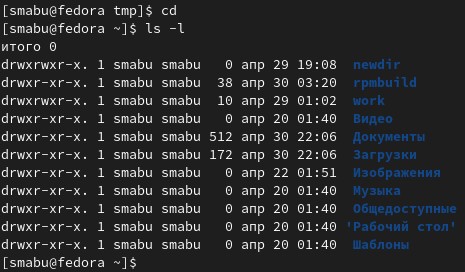 [smabu@fedora tmp]$ cd
[smabu@fedora ~]$ ls -l
итого 0
drwxrwxr-x. 1 smabu smabu   0 апр 29 19:08  newdir
drwxr-xr-x. 1 smabu smabu  38 апр 30 03:20  rpmbuild
drwxrwxr-x. 1 smabu smabu  10 апр 29 01:02  work
drwxr-xr-x. 1 smabu smabu   0 апр 20 01:40  Видео
drwxr-xr-x. 1 smabu smabu 512 апр 30 22:06  Документы
drwxr-xr-x. 1 smabu smabu 172 апр 30 22:06  Загрузки
drwxr-xr-x. 1 smabu smabu   0 апр 22 01:51  Изображения
drwxr-xr-x. 1 smabu smabu   0 апр 20 01:40  Музыка
drwxr-xr-x. 1 smabu smabu   0 апр 20 01:40  Общедоступные
drwxr-xr-x. 1 smabu smabu   0 апр 20 01:40 'Рабочий стол'
drwxr-xr-x. 1 smabu smabu   0 апр 20 01:40  Шаблоны
[smabu@fedora ~]$